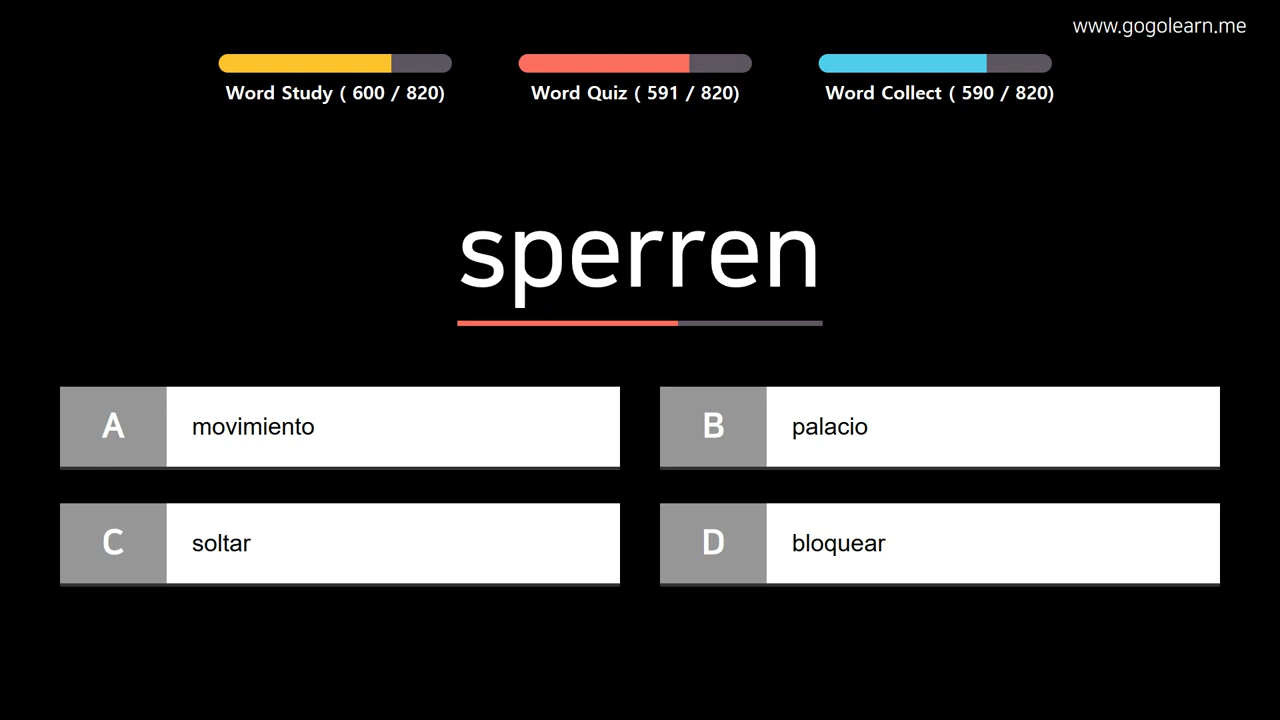 www.gogolearn.me
Word Study ( 600 / 820)
Word Quiz ( 591 / 820)
Word Collect ( 590 / 820)
sperren
A movimiento
B palacio
C soltar
D bloquear